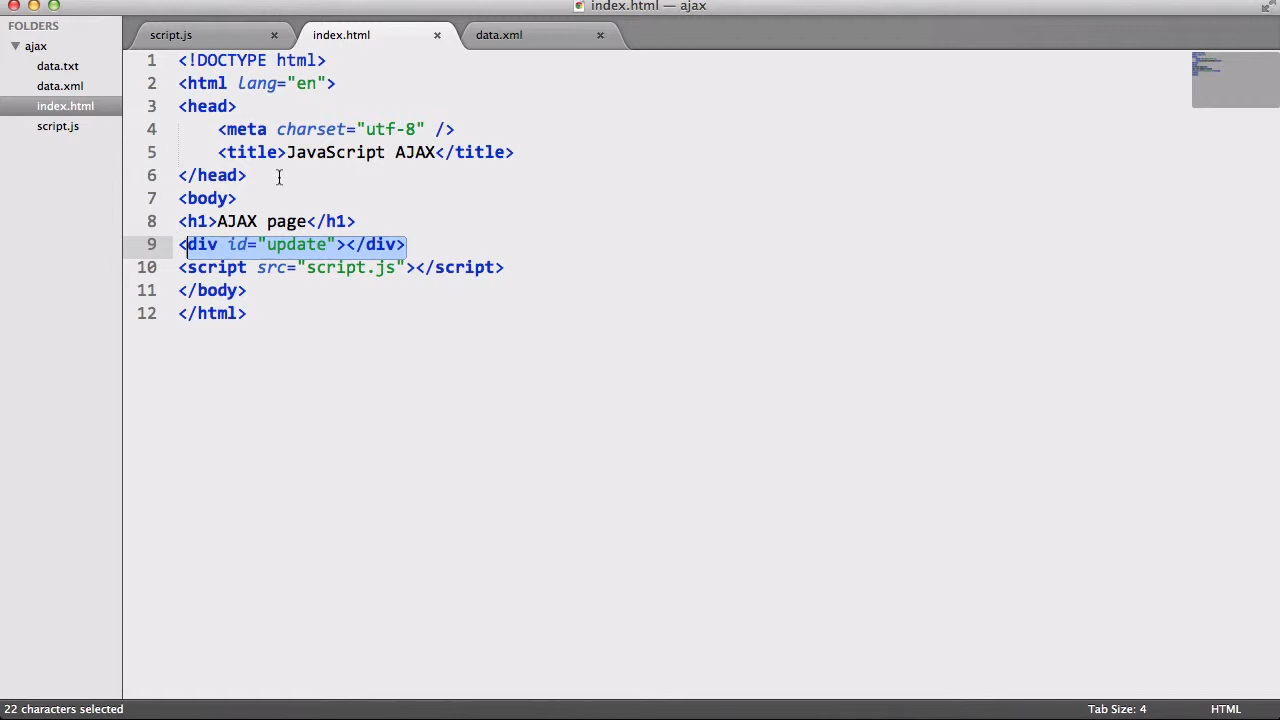 index.html — ajax
FOLDERS
ajax
data.txt
data.xml
index.html
script.js
script.js × index.html × data.xml ×
1 <!DOCTYPE html>
2 <html lang="en">
3 <head>
4 <meta charset="utf-8" />
5 <title>JavaScript AJAX</title>
6 </head>
7 <body>
8 <h1>AJAX page</h1>
9 <div id="update"></div>
10 <script src="script.js"></script>
11 </body>
12 </html>
22 characters selected Tab Size: 4 HTML